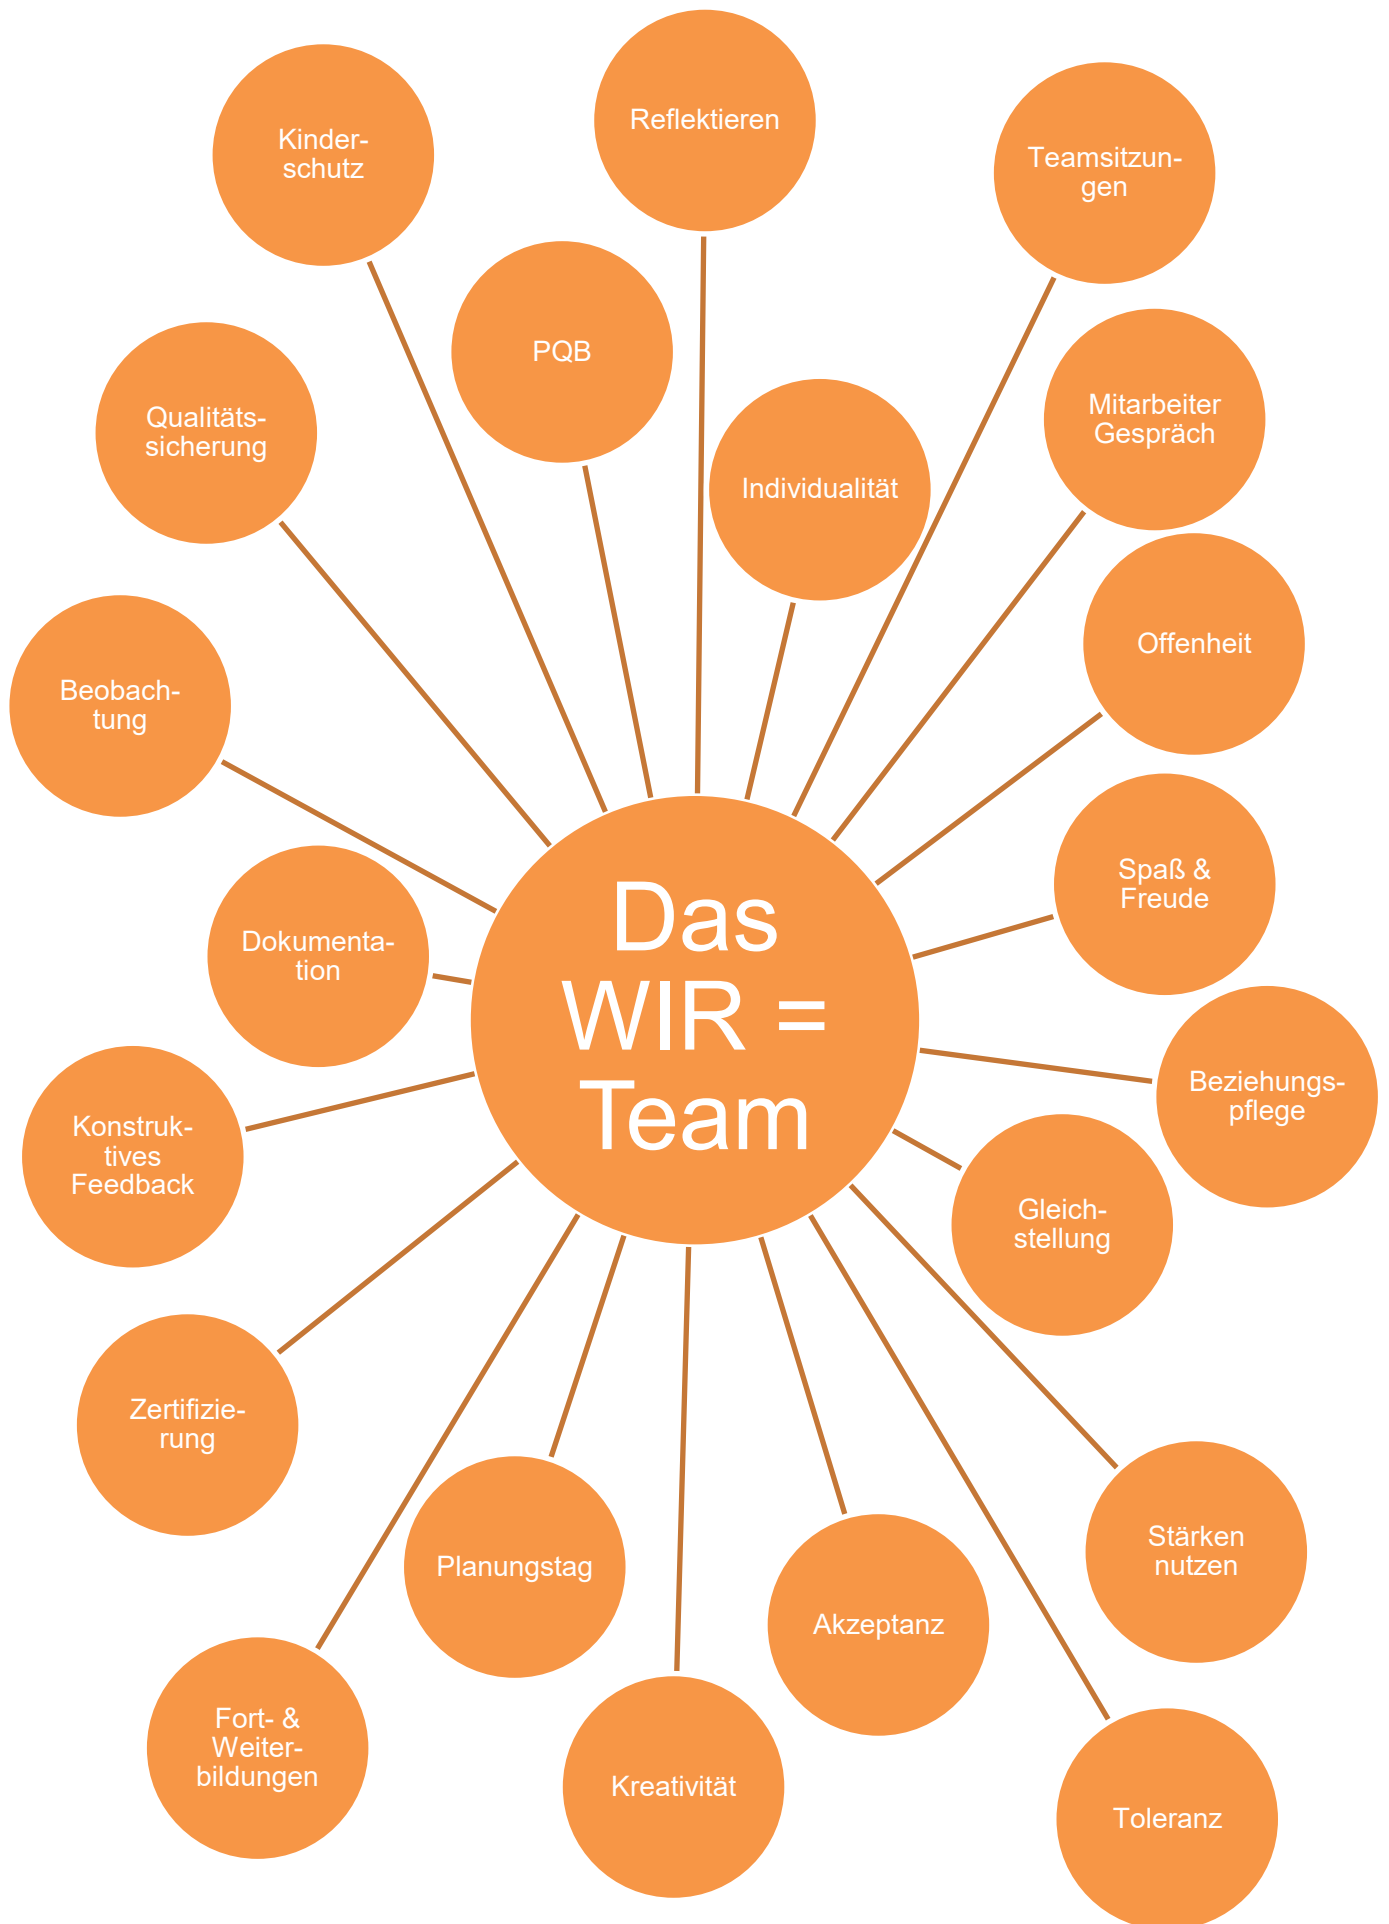 Reflektieren
Kinder-
schutz
Teamsitzun-
gen
PQB
Mitarbeiter
Gespräch
Qualitäts-
sicherung
Individualität
Offenheit
Beobach-
tung
Spaß &
Freude
Dokumenta-
tion
Das
WIR =
Team
Beziehungs-
pflege
Konstruk-
tives
Feedback
Gleich-
stellung
Zertifizie-
rung
Stärken
nutzen
Planungstag
Akzeptanz
Fort- &
Weiter-
bildungen
Kreativität
Toleranz